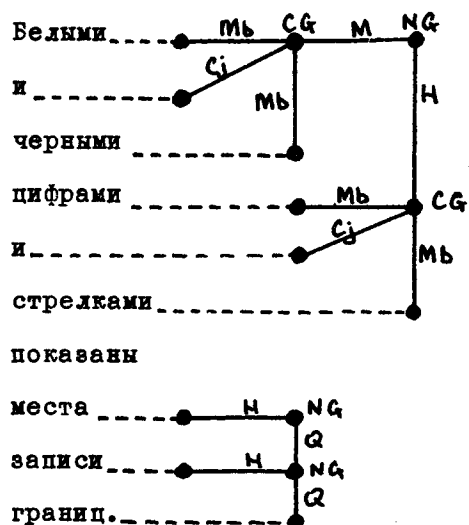 Белыми Mb CG M NG
Cj
и Mb H
черными
цифрами Mb CG
Cj
и Mb
стрелками
показаны
места H NG
Q
записи H NG
Q
границ.